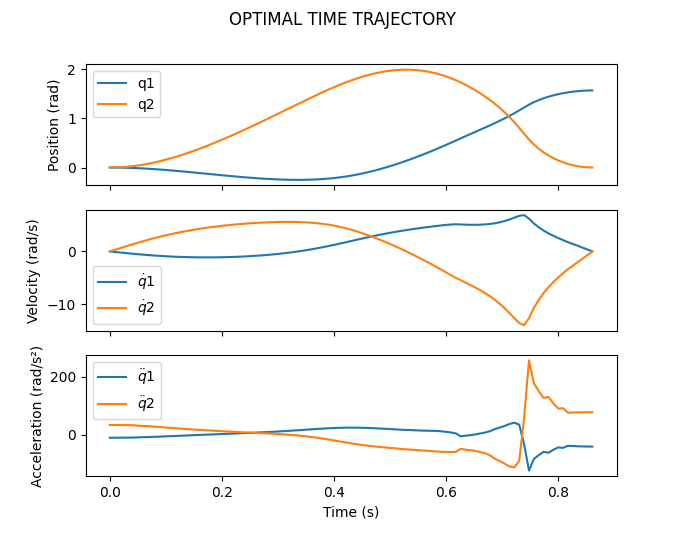 OPTIMAL TIME TRAJECTORY
Position (rad)
2
1
0
q1
q2
Velocity (rad/s)
0
−10
q̇1
q̇2
Acceleration (rad/s²)
200
0
q̈1
q̈2
0.0 0.2 0.4 0.6 0.8
Time (s)